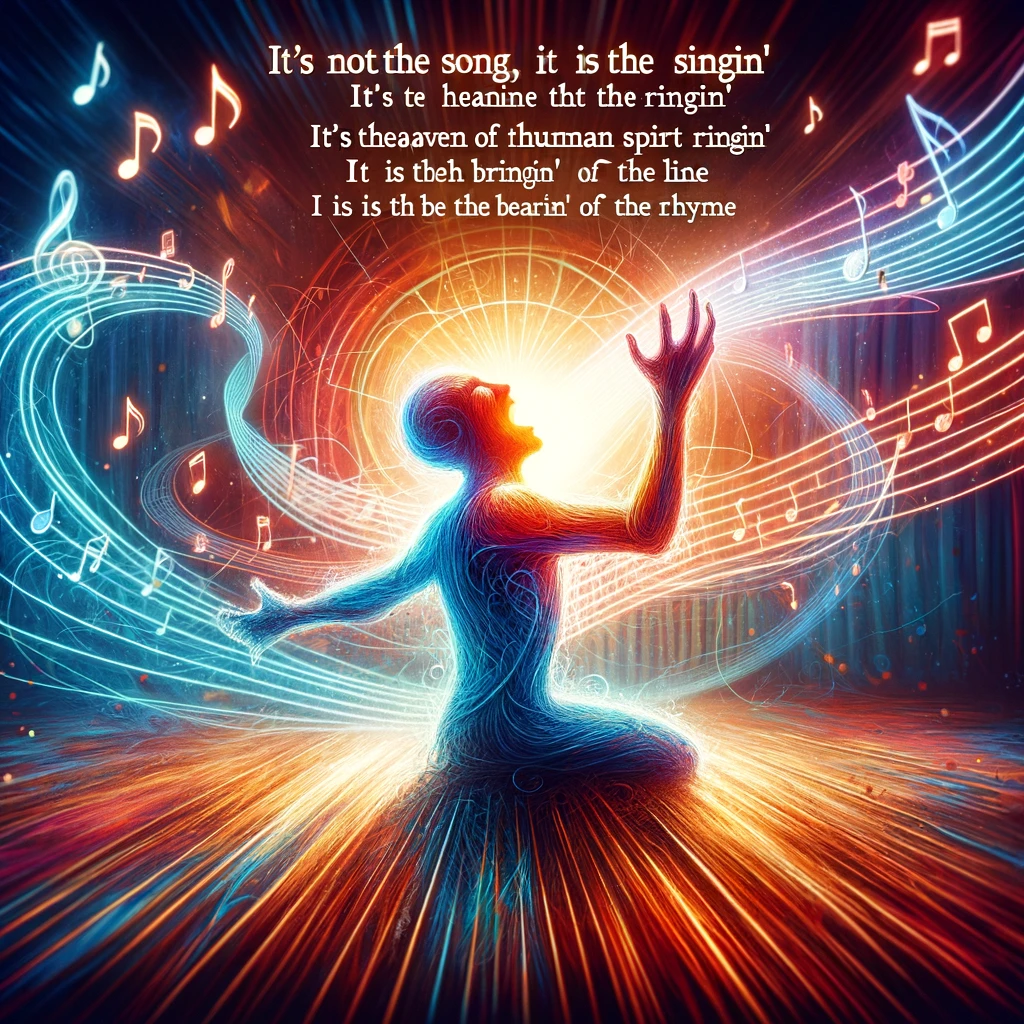 It's not the song, it is the singin'
It's te heanine tht the ringin'
It's theaaven of thuman spirt ringin'
It is theh bringin' of the line
I is is th be the bearin' of the rhyme